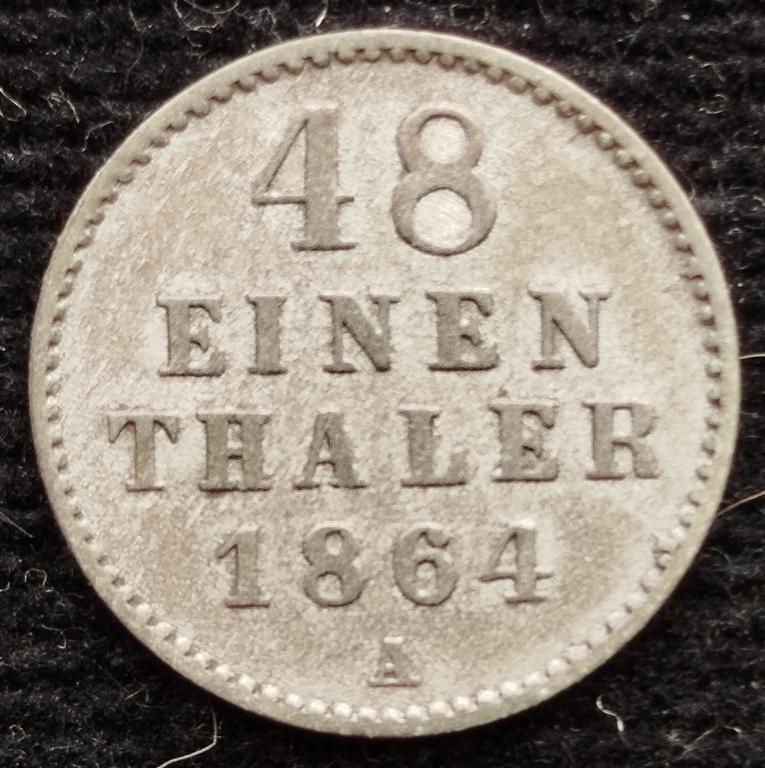 48
EINEN
THALER
1864
A